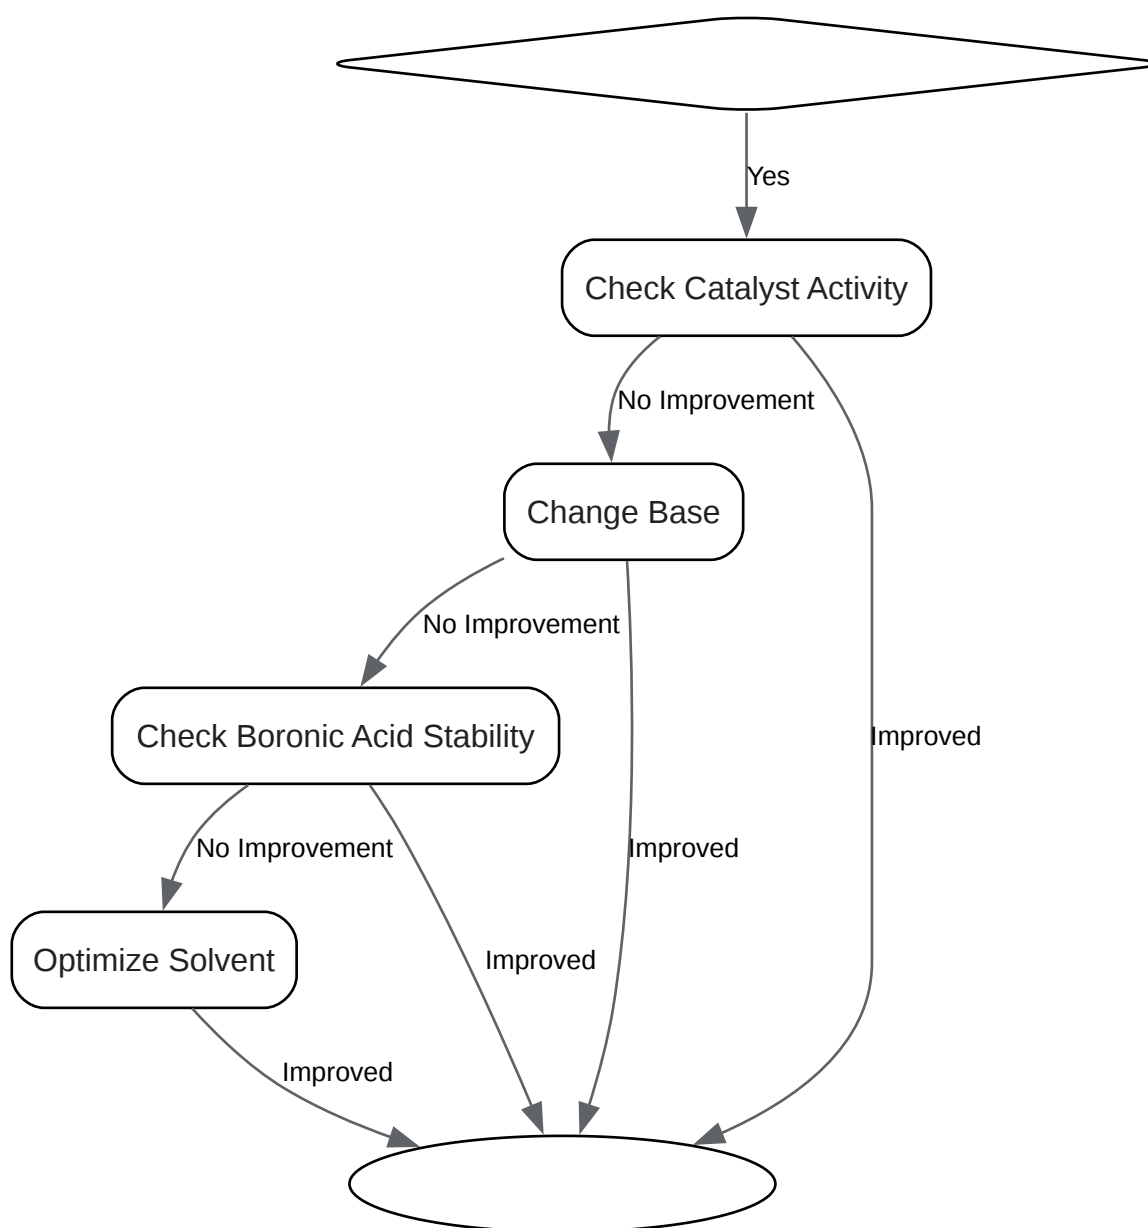 Yes
Check Catalyst Activity
No Improvement
Change Base
No Improvement
Check Boronic Acid Stability
Improved
No Improvement
Improved
Optimize Solvent
Improved
Improved